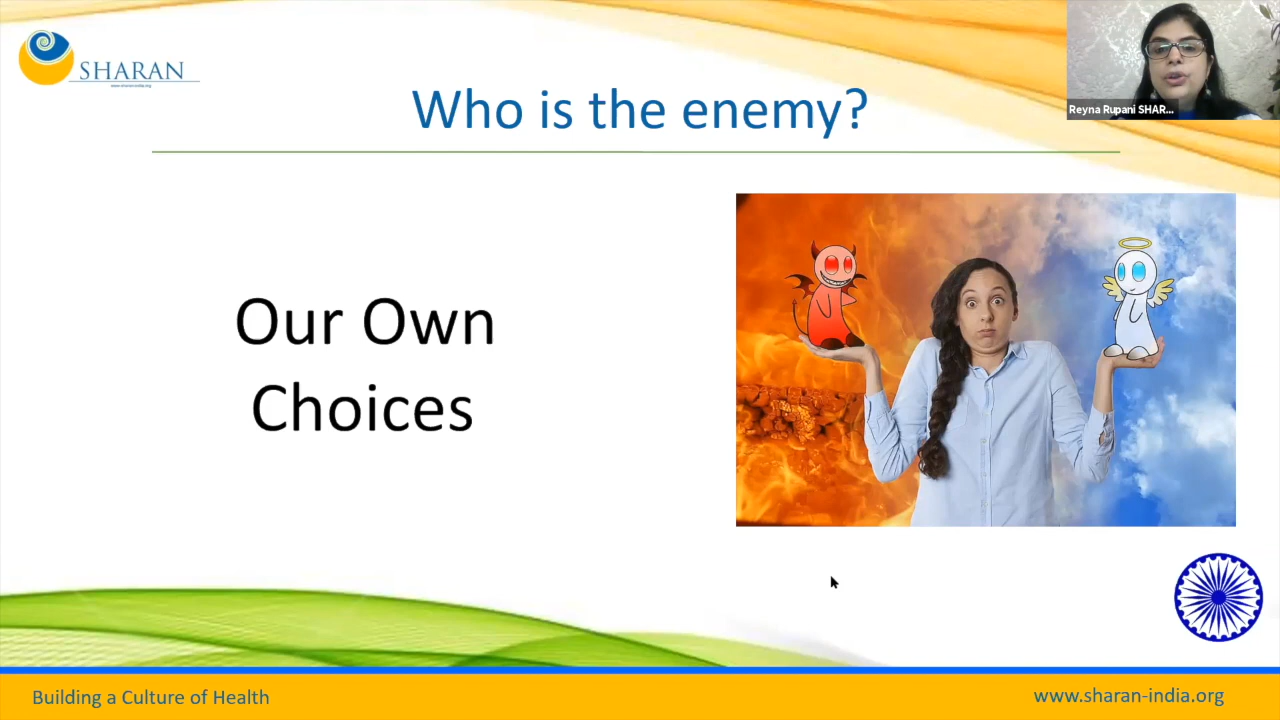 SHARAN
Who is the enemy?
Reyna Rupani SHAR...
Our Own
Choices
Building a Culture of Health
www.sharan-india.org